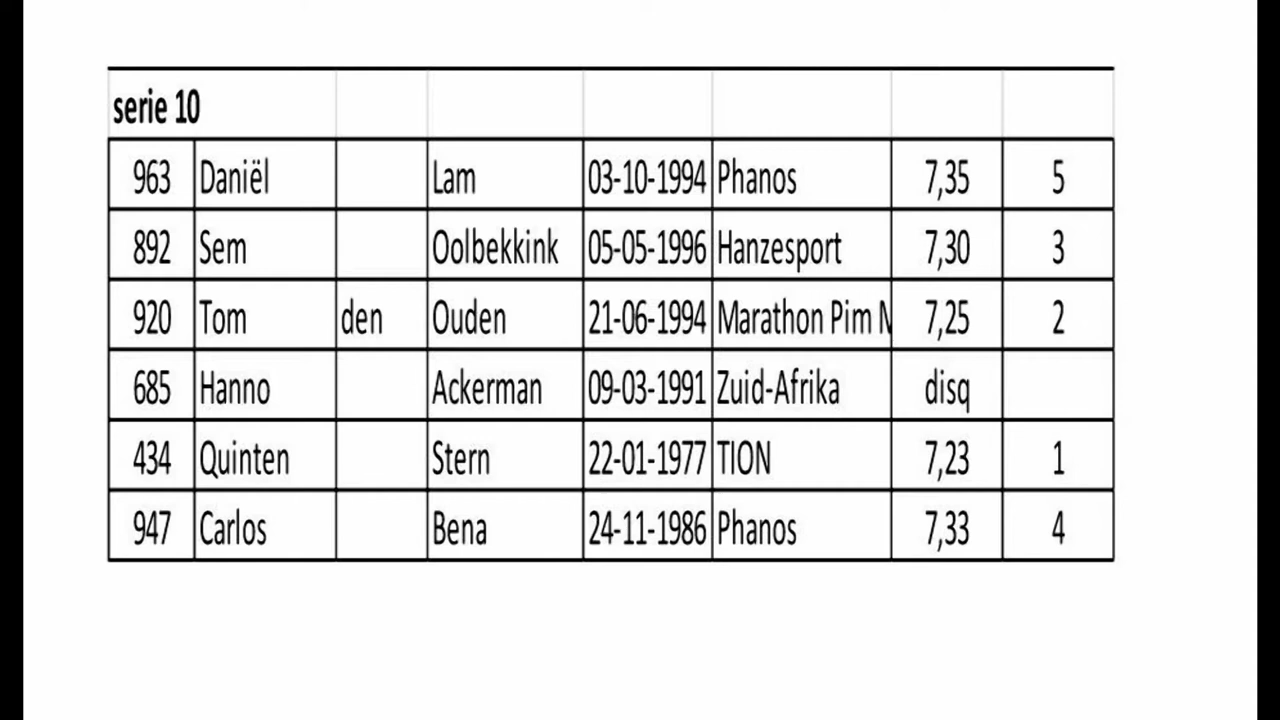 serie 10
963 Daniël Lam 03-10-1994 Phanos 7,35 5
892 Sem Oolbekkink 05-05-1996 Hanzesport 7,30 3
920 Tom den Ouden 21-06-1994 Marathon Pim 7,25 2
685 Hanno Ackerman 09-03-1991 Zuid-Afrika disq
434 Quinten Stern 22-01-1977 TION 7,23 1
947 Carlos Bena 24-11-1986 Phanos 7,33 4